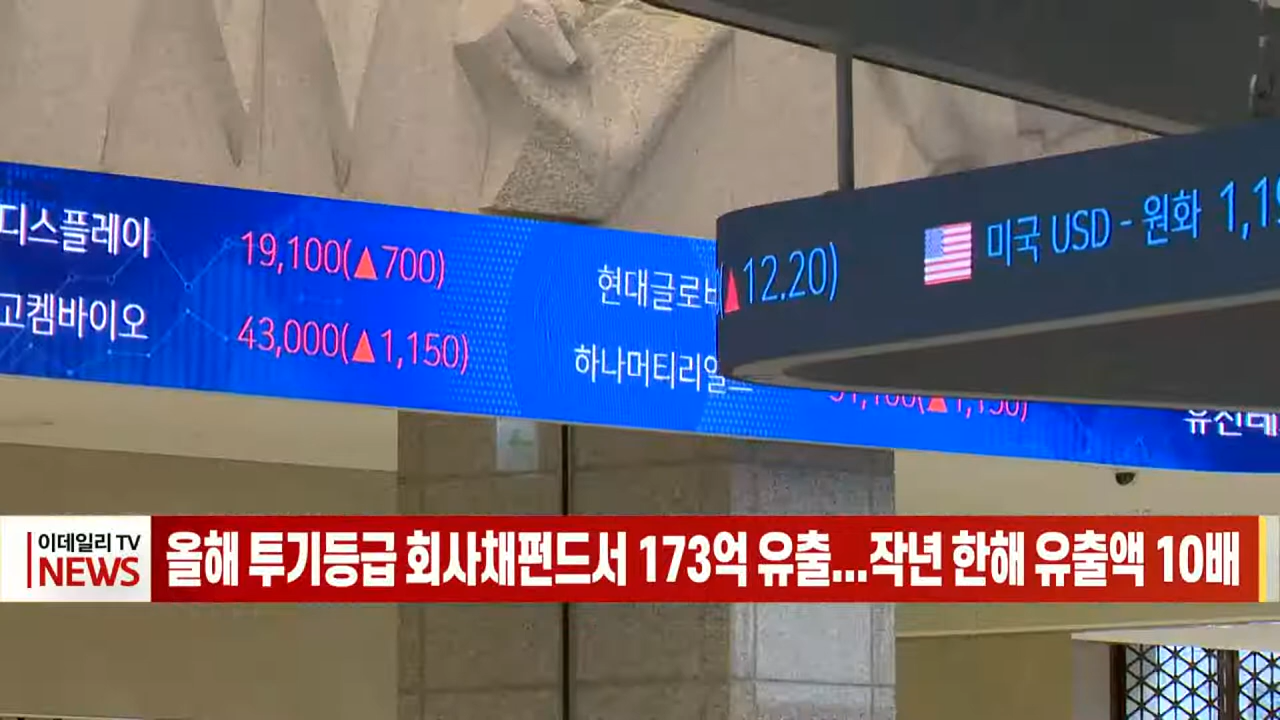 디스플레이
19,100(▲700)
고켐바이오
43,000(▲1,150)
현대글로비
하나머티리얼즈
(▲12.20)
미국 USD - 원화 1,19
이데일리 TV
NEWS
올해 투기등급 회사채펀드서 173억 유출...작년 한해 유출액 10배